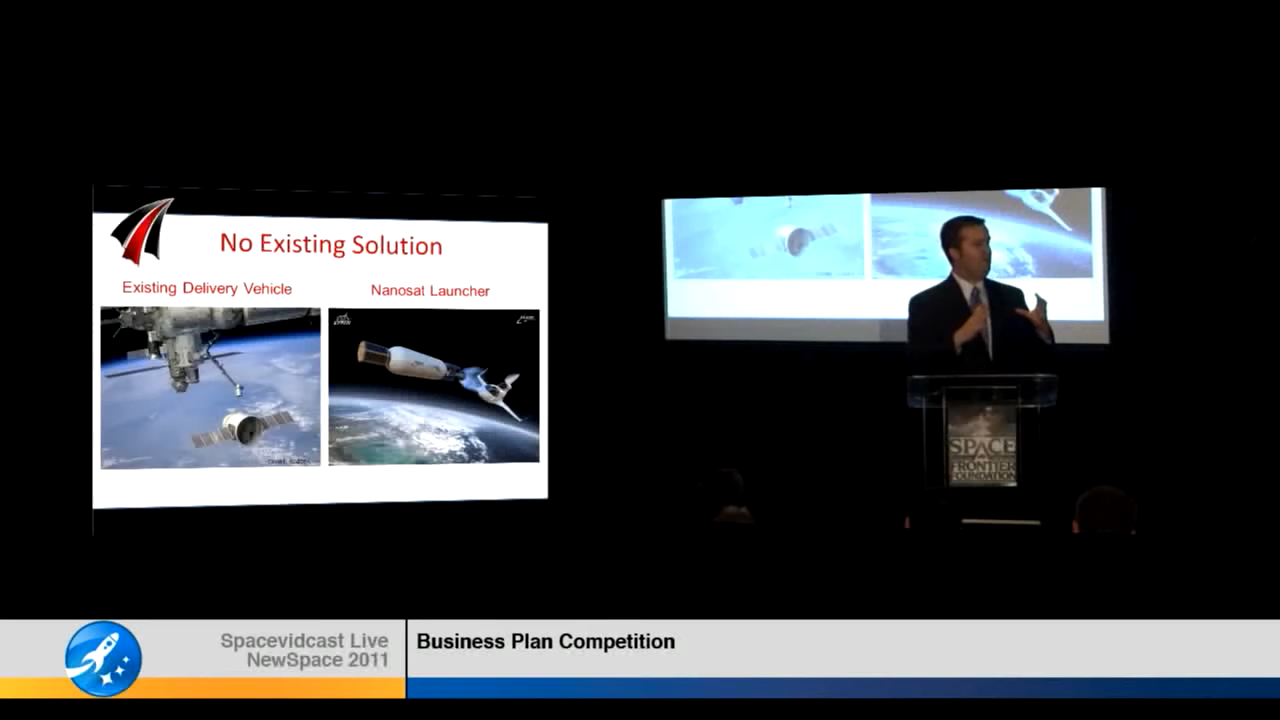 No Existing Solution
Existing Delivery Vehicle
Nanosat Launcher
SPACE
FRONTIER
FOUNDATION
Spacevidcast Live
NewSpace 2011
Business Plan Competition